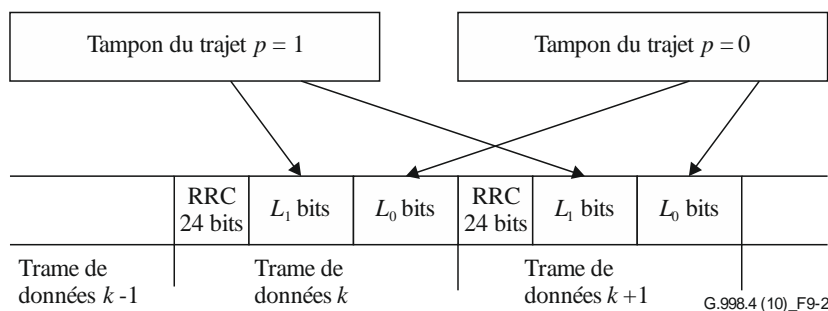 Tampon du trajet p = 1
Tampon du trajet p = 0
RRC
24 bits
L1 bits
L0 bits
RRC
24 bits
L1 bits
L0 bits
Trame de
données k -1
Trame de
données k
Trame de
données k +1
G.998.4 (10)_F9-2